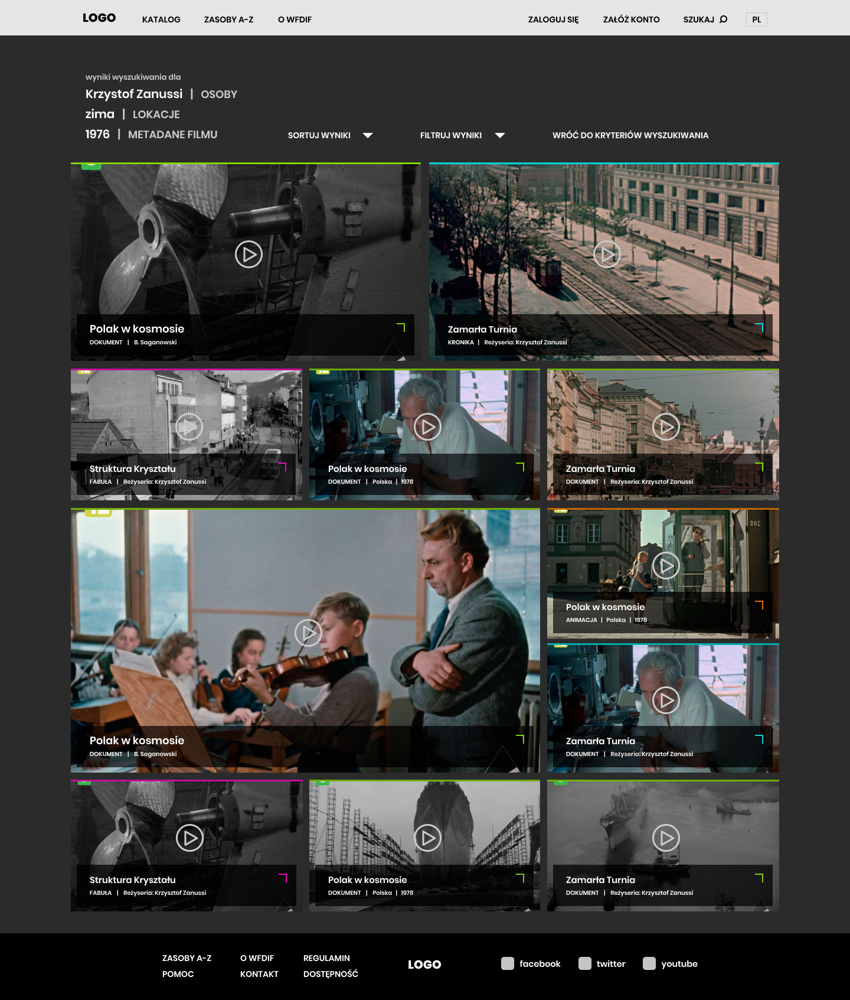 LOGO KATALOG ZASOBY A-Z O WFDIF ZALOGUJ SIĘ ZAŁÓŻ KONTO SZUKAJ PL
wyniki wyszukiwania dla
Krzystof Zanussi | OSOBY
zima | LOKACJE
1976 | METADANE FILMU
SORTUJ WYNIKI FILTRUJ WYNIKI WRÓĆ DO KRYTERIÓW WYSZUKIWANIA
Polak w kosmosie
DOKUMENT | B. Saganowski
Zamarła Turnia
KRONIKA | Reżyseria: Krzysztof Zanussi
Struktura Kryształu
FABUŁA | Reżyseria: Krzysztof Zanussi
Polak w kosmosie
DOKUMENT | Polska | 1978
Zamarła Turnia
DOKUMENT | Reżyseria: Krzysztof Zanussi
Polak w kosmosie
DOKUMENT | B. Saganowski
D6C
Polak w kosmosie
ANIMACJA | Polska | 1978
Zamarła Turnia
DOKUMENT | Reżyseria: Krzysztof Zanussi
Struktura Kryształu
FABUŁA | Reżyseria: Krzysztof Zanussi
Polak w kosmosie
DOKUMENT | Polska | 1978
Zamarła Turnia
DOKUMENT | Reżyseria: Krzysztof Zanussi
ZASOBY A-Z O WFDIF REGULAMIN
POMOC KONTAKT DOSTĘPNOŚĆ
LOGO
facebook twitter youtube